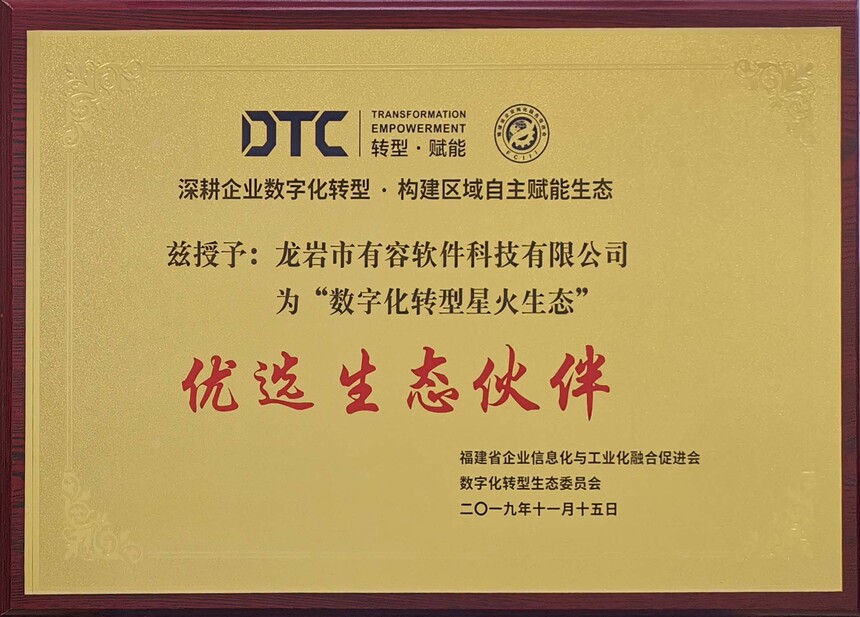 DTC
TRANSFORMATION
EMPOWERMENT
转型·赋能
FCIII
深耕企业数字化转型·构建区域自主赋能生态
兹授予：龙岩市有容软件科技有限公司
为“数字化转型星火生态”
优选生态伙伴
福建省企业信息化与工业化融合促进会
数字化转型生态委员会
二〇一九年十一月十五日